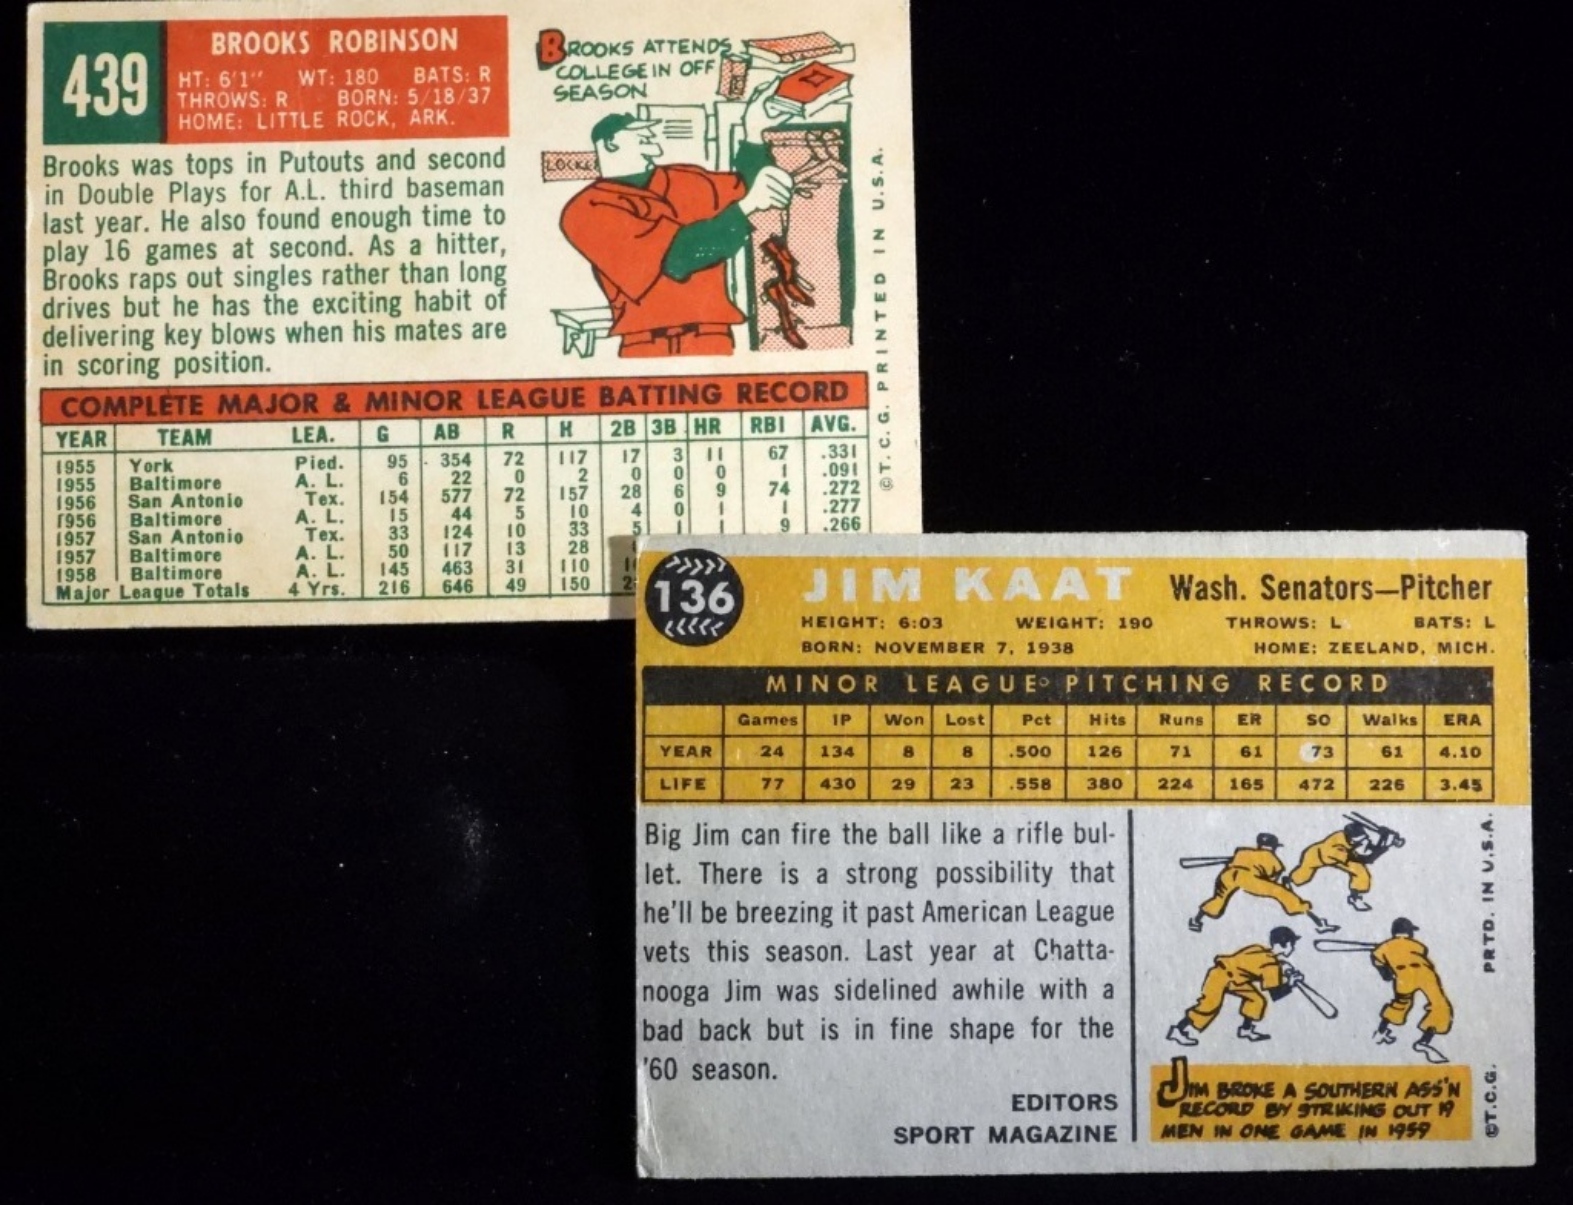 439
BROOKS ROBINSON
HT: 6'1" WT: 180 BATS: R
THROWS: R BORN: 5/18/37
HOME: LITTLE ROCK, ARK.
BROOKS ATTENDS
COLLEGE IN OFF
SEASON
LOCKE
Brooks was tops in Putouts and second
in Double Plays for A.L. third baseman
last year. He also found enough time to
play 16 games at second. As a hitter,
Brooks raps out singles rather than long
drives but he has the exciting habit of
delivering key blows when his mates are
in scoring position.
©T. C. G. PRINTED IN U.S.A.
COMPLETE MAJOR & MINOR LEAGUE BATTING RECORD
YEAR TEAM LEA. G AB R H 2B 3B HR RBI AVG.
1955 York Pied. 95 354 72 117 17 3 11 67 .331
1955 Baltimore A. L. 6 22 0 2 0 0 0 1 .091
1956 San Antonio Tex. 154 577 72 157 28 6 9 74 .272
1956 Baltimore A. L. 15 44 5 10 4 0 1 1 .277
1957 San Antonio Tex. 33 124 10 33 5 1 1 9 .266
1957 Baltimore A. L. 50 117 13 28
1958 Baltimore A. L. 145 463 31 110
Major League Totals 4 Yrs. 216 646 49 150
136
JIM KAAT Wash. Senators—Pitcher
HEIGHT: 6:03 WEIGHT: 190 THROWS: L BATS: L
BORN: NOVEMBER 7, 1938 HOME: ZEELAND, MICH.
MINOR LEAGUE PITCHING RECORD
Games IP Won Lost Pct Hits Runs ER SO Walks ERA
YEAR 24 134 8 8 .500 126 71 61 73 61 4.10
LIFE 77 430 29 23 .558 380 224 165 472 226 3.45
Big Jim can fire the ball like a rifle bul-
let. There is a strong possibility that
he'll be breezing it past American League
vets this season. Last year at Chatta-
nooga Jim was sidelined awhile with a
bad back but is in fine shape for the
'60 season.
EDITORS
SPORT MAGAZINE
JIM BROKE A SOUTHERN ASS'N
RECORD BY STRIKING OUT 19
MEN IN ONE GAME IN 1959
©T.C.G. PRTD. IN U.S.A.